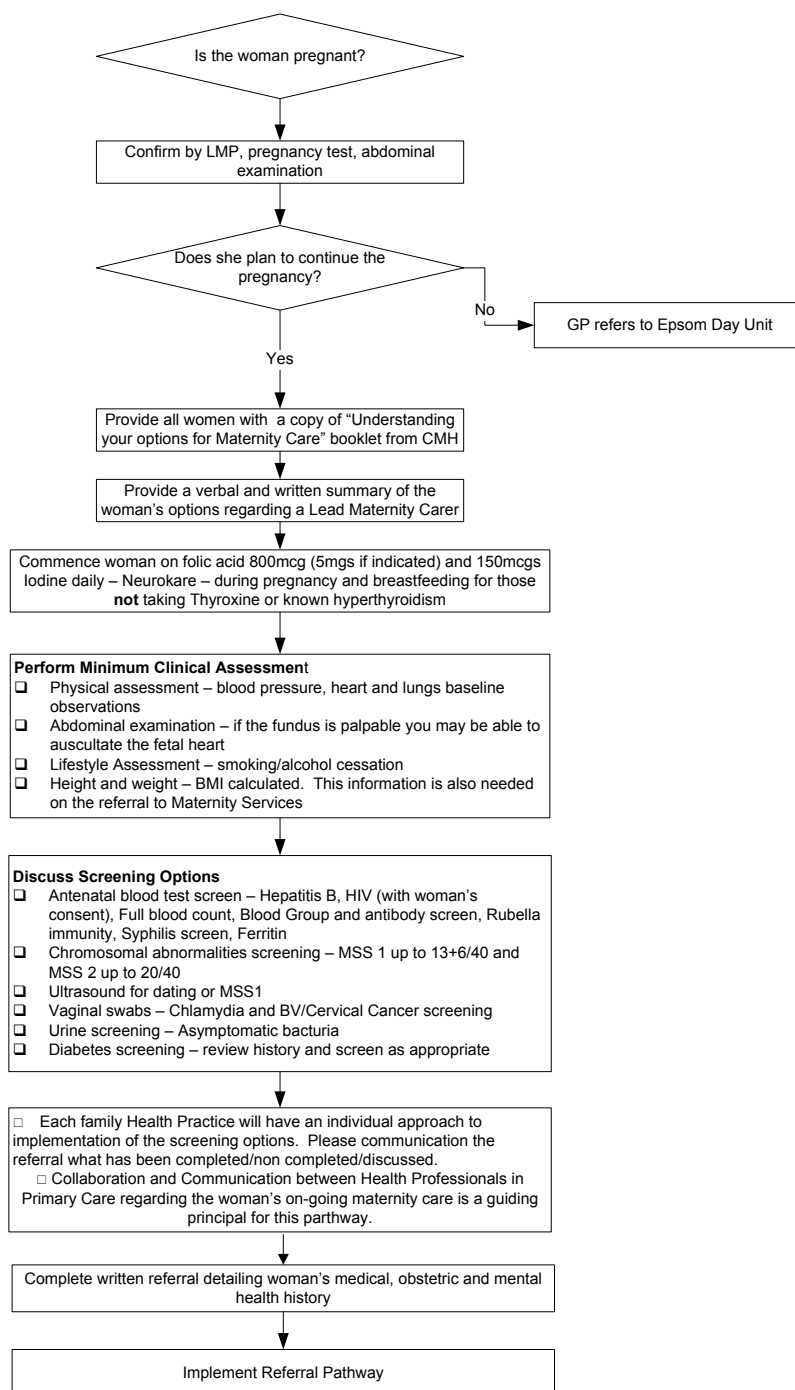 Is the woman pregnant?
Confirm by LMP, pregnancy test, abdominal
examination
Does she plan to continue the
pregnancy?
No
GP refers to Epsom Day Unit
Yes
Provide all women with a copy of “Understanding
your options for Maternity Care” booklet from CMH
Provide a verbal and written summary of the
woman’s options regarding a Lead Maternity Carer
Commence woman on folic acid 800mcg (5mgs if indicated) and 150mcgs
Iodine daily – Neurokare – during pregnancy and breastfeeding for those
not taking Thyroxine or known hyperthyroidism
Perform Minimum Clinical Assessment
❑ Physical assessment – blood pressure, heart and lungs baseline
observations
❑ Abdominal examination – if the fundus is palpable you may be able to
auscultate the fetal heart
❑ Lifestyle Assessment – smoking/alcohol cessation
❑ Height and weight – BMI calculated. This information is also needed
on the referral to Maternity Services
Discuss Screening Options
❑ Antenatal blood test screen – Hepatitis B, HIV (with woman’s
consent), Full blood count, Blood Group and antibody screen, Rubella
immunity, Syphilis screen, Ferritin
❑ Chromosomal abnormalities screening – MSS 1 up to 13+6/40 and
MSS 2 up to 20/40
❑ Ultrasound for dating or MSS1
❑ Vaginal swabs – Chlamydia and BV/Cervical Cancer screening
❑ Urine screening – Asymptomatic bacturia
❑ Diabetes screening – review history and screen as appropriate
□ Each family Health Practice will have an individual approach to
implementation of the screening options. Please communication the
referral what has been completed/non completed/discussed.
□ Collaboration and Communication between Health Professionals in
Primary Care regarding the woman’s on-going maternity care is a guiding
principal for this parthway.
Complete written referral detailing woman’s medical, obstetric and mental
health history
Implement Referral Pathway